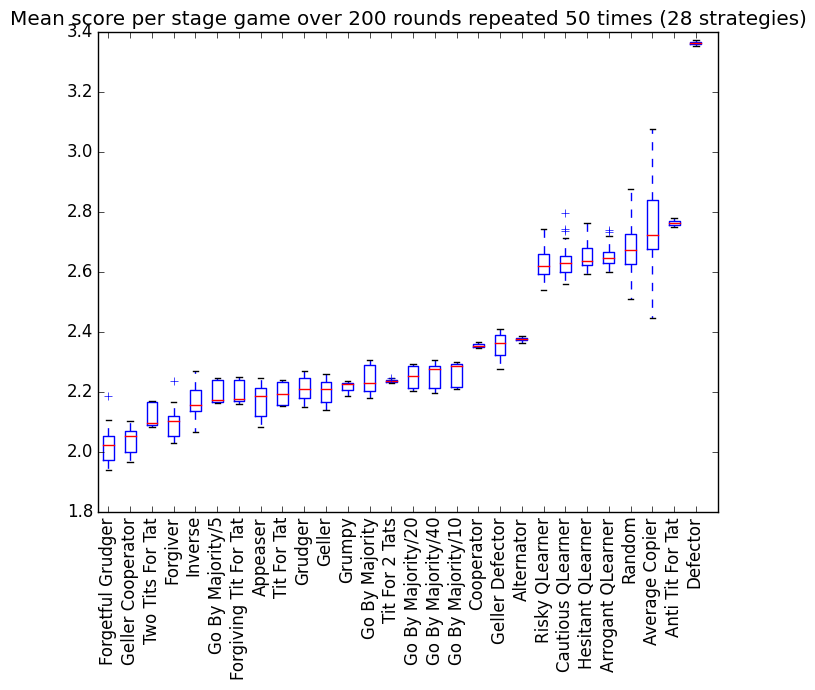 Mean score per stage game over 200 rounds repeated 50 times (28 strategies)
3.4
3.2
3.0
2.8
2.6
2.4
2.2
2.0
1.8
Forgetful Grudger
Geller Cooperator
Two Tits For Tat
Forgiver
Inverse
Go By Majority/5
Forgiving Tit For Tat
Appeaser
Tit For Tat
Grudger
Geller
Grumpy
Go By Majority
Tit For 2 Tats
Go By Majority/20
Go By Majority/40
Go By Majority/10
Cooperator
Geller Defector
Alternator
Risky QLearner
Cautious QLearner
Hesitant QLearner
Arrogant QLearner
Random
Average Copier
Anti Tit For Tat
Defector